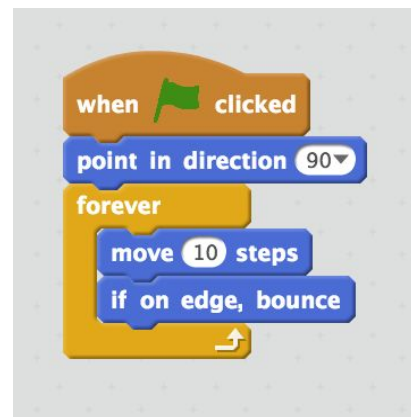 when clicked
point in direction 90
forever
move 10 steps
if on edge, bounce